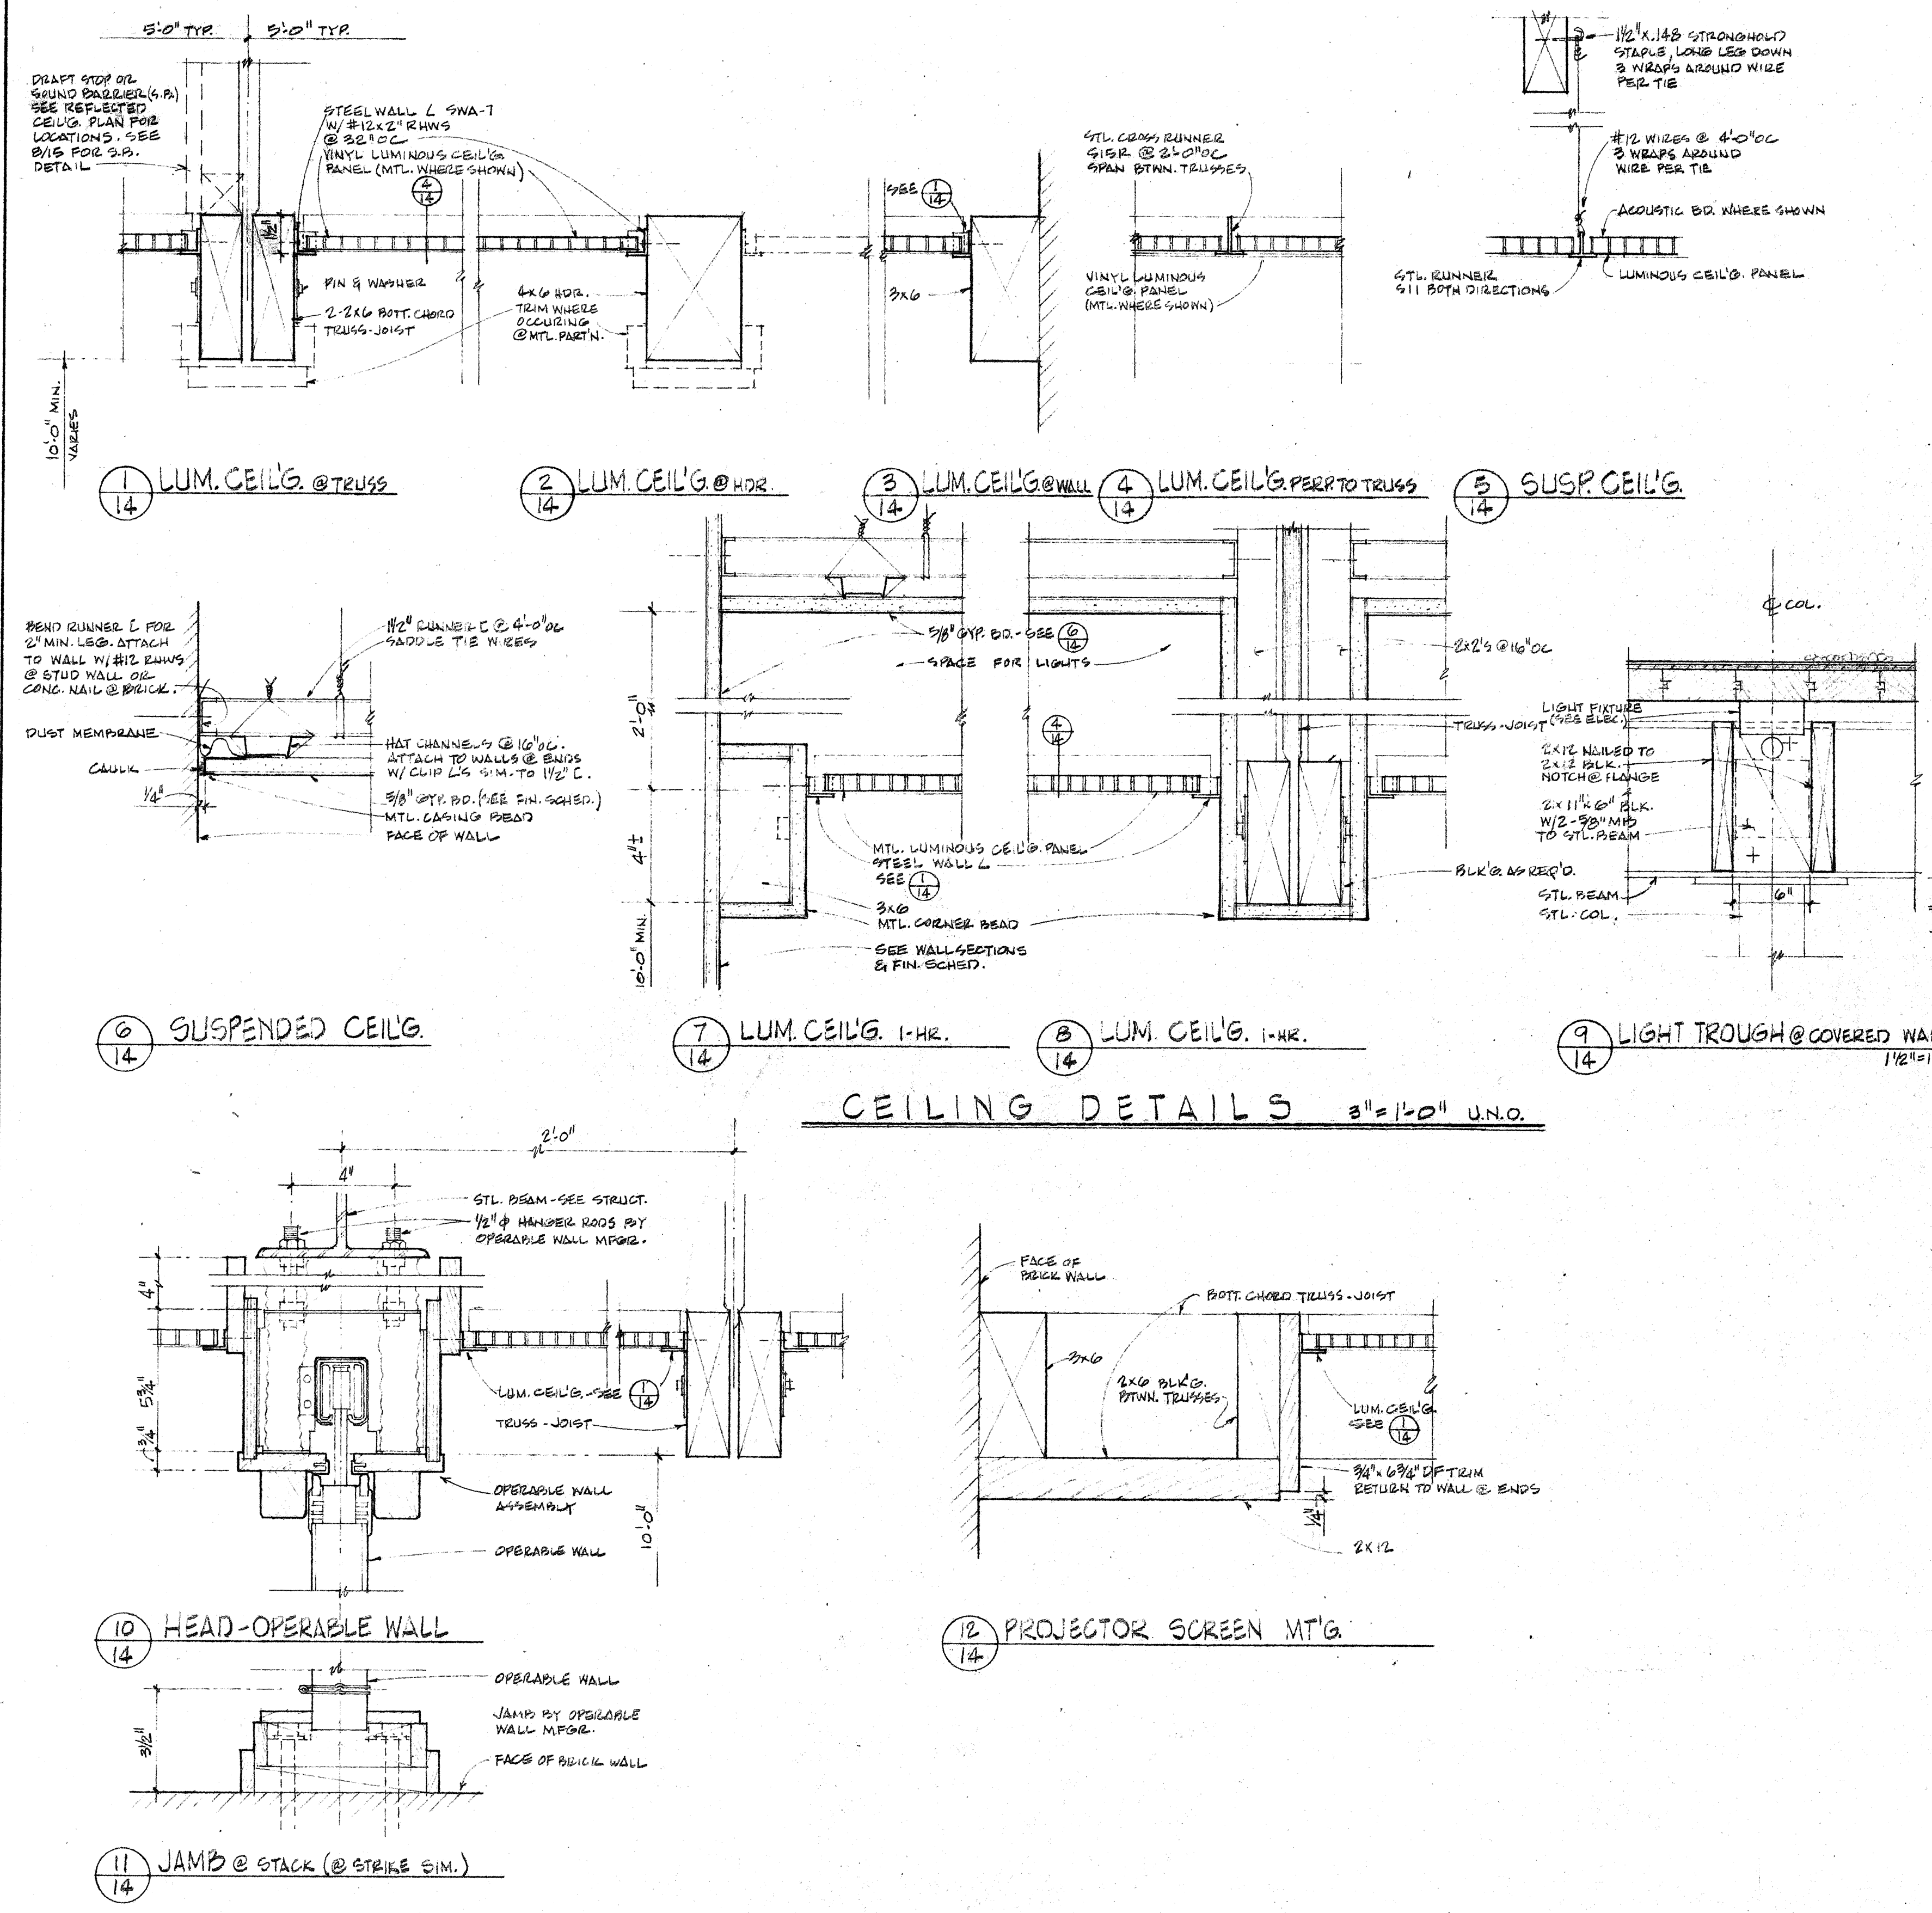 5'-0" TYP. 5'-0" TYP.
DRAFT STOP OR
SOUND BARRIER (S.B.)
SEE REFLECTED
CEIL'G. PLAN FOR
LOCATIONS. SEE
8/15 FOR S.B.
DETAIL
STEEL WALL L SWA-7
W/ #12x2" RHWS
@ 32" OC
VINYL LUMINOUS CEIL'G.
PANEL (MTL. WHERE SHOWN)
4
14
1½"
PIN & WASHER
2-2x6 BOTT. CHORD
TRUSS-JOIST
10'-0" MIN.
VARIES
4x6 HDR.
TRIM WHERE
OCCURING
@ MTL. PART'N.
SEE 1
14
3x6
STL. CROSS RUNNER
S15R @ 2'-0" OC
SPAN BTWN. TRUSSES
VINYL LUMINOUS
CEIL'G. PANEL
(MTL. WHERE SHOWN)
1½" x .148 STRONGHOLD
STAPLE, LONG LEG DOWN
3 WRAPS AROUND WIRE
PER TIE
#12 WIRES @ 4'-0" OC
3 WRAPS AROUND
WIRE PER TIE
ACOUSTIC BD. WHERE SHOWN
STL. RUNNER
S11 BOTH DIRECTIONS
LUMINOUS CEIL'G. PANEL
1
14
LUM. CEIL'G. @ TRUSS
2
14
LUM. CEIL'G. @ HDR.
3
14
LUM. CEIL'G. @ WALL
4
14
LUM. CEIL'G. PERP. TO TRUSS
5
14
SUSP. CEIL'G.
BEND RUNNER [ FOR
2" MIN. LEG. ATTACH
TO WALL W/ #12 RHWS
@ STUD WALL OR
CONC. NAIL @ BRICK.
DUST MEMBRANE
CAULK
1/4"
1½" RUNNER [ @ 4'-0" OC
SADDLE TIE WIRES
HAT CHANNELS @ 16" OC.
ATTACH TO WALLS @ ENDS
W/ CLIP L'S SIM. TO 1½" [.
5/8" GYP. BD. (SEE FIN. SCHED.)
MTL. CASING BEAD
FACE OF WALL
2'-0"
4"±
10'-0" MIN.
5/8" GYP. BD. - SEE 6
14
SPACE FOR LIGHTS
4
14
MTL. LUMINOUS CEIL'G. PANEL
STEEL WALL L
SEE 1
14
3x6
MTL. CORNER BEAD
SEE WALL SECTIONS
& FIN. SCHED.
2x2'S @ 16" OC
TRUSS-JOIST
BLK'G. AS REQ'D.
℄ COL.
LIGHT FIXTURE
(SEE ELEC.)
2x12 NAILED TO
2x12 BLK.
NOTCH @ FLANGE
2x11"x6" BLK.
W/2-5/8" MB
TO STL. BEAM
STL. BEAM
STL. COL.
6"
6
14
SUSPENDED CEIL'G.
7
14
LUM. CEIL'G. 1-HR.
8
14
LUM. CEIL'G. 1-HR.
9
14
LIGHT TROUGH @ COVERED WA
1½"=1
CEILING DETAILS 3"=1'-0" U.N.O.
2'-0"
4"
STL. BEAM-SEE STRUCT.
1/2" φ HANGER RODS BY
OPERABLE WALL MFGR.
4"
5¾"
¾"
LUM. CEIL'G.-SEE 1
14
TRUSS-JOIST
OPERABLE WALL
ASSEMBLY
10'-0"
OPERABLE WALL
FACE OF
BRICK WALL
BOTT. CHORD TRUSS-JOIST
3x6
2x6 BLK'G.
BTWN. TRUSSES
LUM. CEIL'G.
SEE 1
14
3/4" x 6¾" DF TRIM
RETURN TO WALL @ ENDS
1/4"
2x12
10
14
HEAD-OPERABLE WALL
12
14
PROJECTOR SCREEN MT'G.
OPERABLE WALL
JAMB BY OPERABLE
WALL MFGR.
3½"
FACE OF BRICK WALL
11
14
JAMB @ STACK (@ STRIKE SIM.)